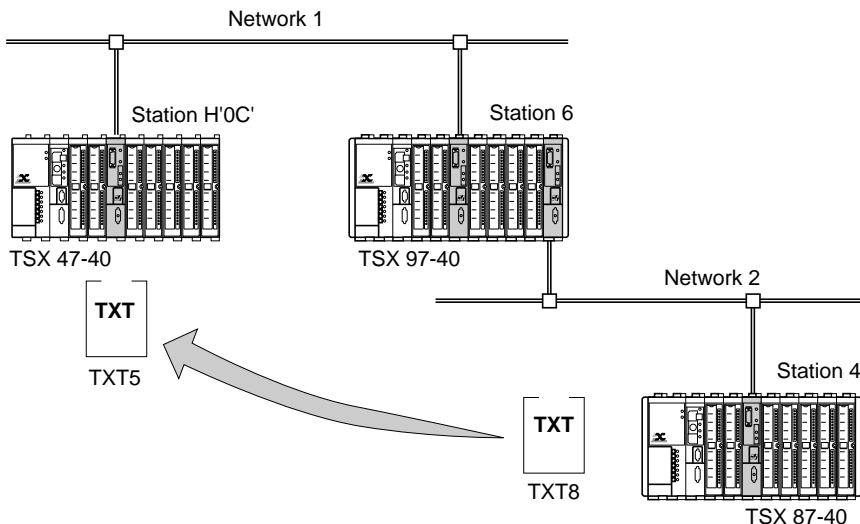 Network 1
Station H'0C'
Station 6
TSX 47-40
TSX 97-40
Network 2
TXT
TXT5
Station 4
TXT
TXT8
TSX 87-40